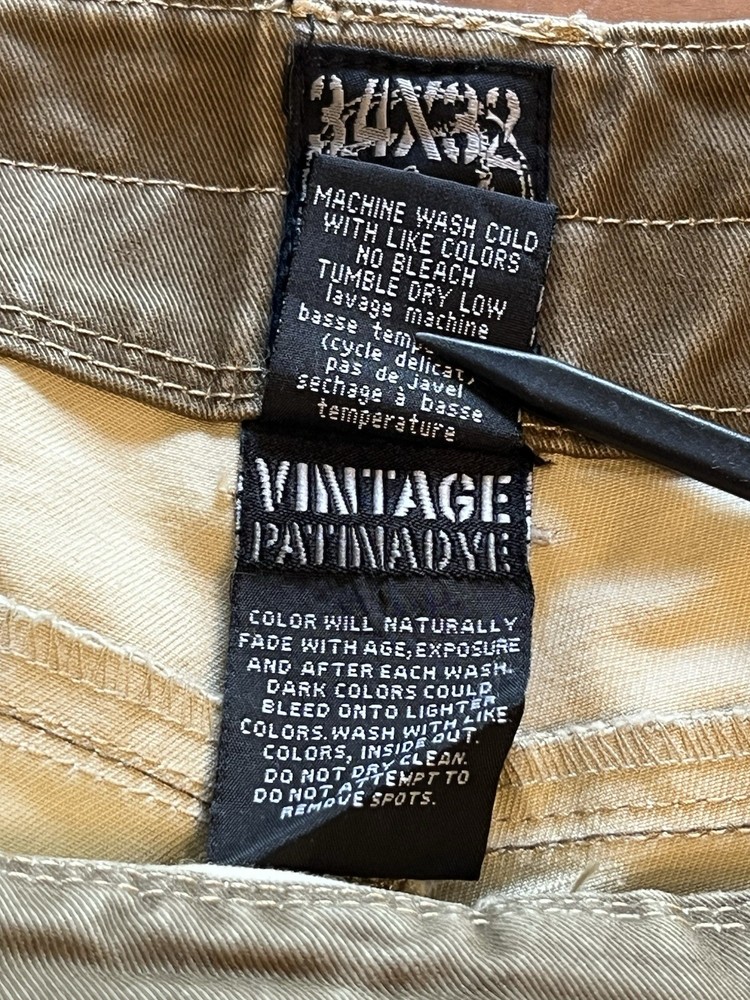 34X32
MACHINE WASH COLD
WITH LIKE COLORS
NO BLEACH
TUMBLE DRY LOW
lavage machine
basse
(cycle delicat)
pas de Javel
sechage à basse
temperature
VINTAGE
PATINADYE
COLOR WILL NATURALLY
FADE WITH AGE, EXPOSURE
AND AFTER EACH WASH.
DARK COLORS COULD
BLEED ONTO LIGHTER
COLORS. WASH WITH LIKE
COLORS, INSIDE OUT.
DO NOT DRY CLEAN.
DO NOT ATTEMPT TO
REMOVE SPOTS.